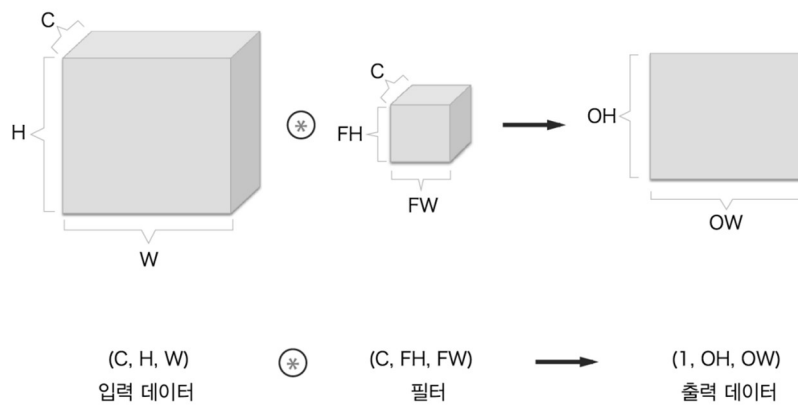 C
H
W
C
FH
FW
OH
OW
(C, H, W)
입력 데이터
(C, FH, FW)
필터
(1, OH, OW)
출력 데이터